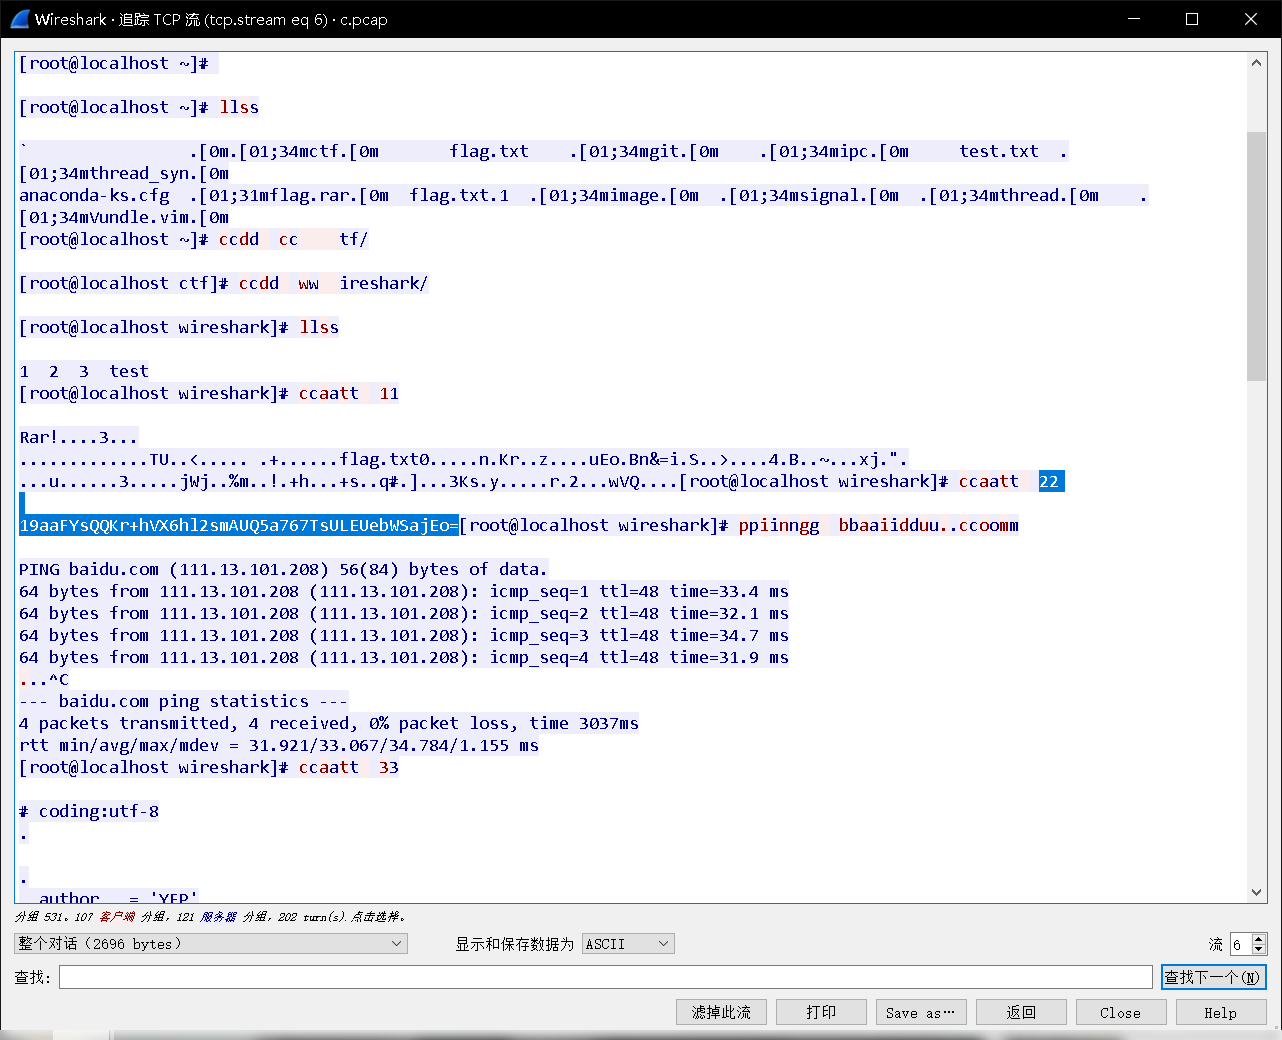 Wireshark · 追踪 TCP 流 (tcp.stream eq 6) · c.pcap
[root@localhost ~]#
[root@localhost ~]# llss
`                .[0m.[01;34mctf.[0m       flag.txt    .[01;34mgit.[0m    .[01;34mipc.[0m     test.txt  .
[01;34mthread_syn.[0m
anaconda-ks.cfg  .[01;31mflag.rar.[0m  flag.txt.1  .[01;34mimage.[0m  .[01;34msignal.[0m  .[01;34mthread.[0m    .
[01;34mVundle.vim.[0m
[root@localhost ~]# ccdd  cc    tf/
[root@localhost ctf]# ccdd  ww  ireshark/
[root@localhost wireshark]# llss
1  2  3  test
[root@localhost wireshark]# ccaatt  11
Rar!....3...
.............TU..<..... .+......flag.txt0.....n.Kr..z....uEo.Bn&=i.S..>....4.B..~...xj.".
...u......3.....jWj..%m..!.+h...+s..q#.]...3Ks.y.....r.2...wVQ....[root@localhost wireshark]# ccaatt  22
19aaFYsQQKr+hVX6hl2smAUQ5a767TsULEUebWSajEo=[root@localhost wireshark]# ppiinngg  bbaaiidduu..ccoomm
PING baidu.com (111.13.101.208) 56(84) bytes of data.
64 bytes from 111.13.101.208 (111.13.101.208): icmp_seq=1 ttl=48 time=33.4 ms
64 bytes from 111.13.101.208 (111.13.101.208): icmp_seq=2 ttl=48 time=32.1 ms
64 bytes from 111.13.101.208 (111.13.101.208): icmp_seq=3 ttl=48 time=34.7 ms
64 bytes from 111.13.101.208 (111.13.101.208): icmp_seq=4 ttl=48 time=31.9 ms
...^C
--- baidu.com ping statistics ---
4 packets transmitted, 4 received, 0% packet loss, time 3037ms
rtt min/avg/max/mdev = 31.921/33.067/34.784/1.155 ms
[root@localhost wireshark]# ccaatt  33
# coding:utf-8
.
.
__author__ = 'YFP'
分组 531。107 客户端 分组, 121 服务器 分组, 202 turn(s).点击选择。
整个对话（2696 bytes）
显示和保存数据为 ASCII
流 6
查找:
查找下一个(N)
滤掉此流
打印
Save as…
返回
Close
Help